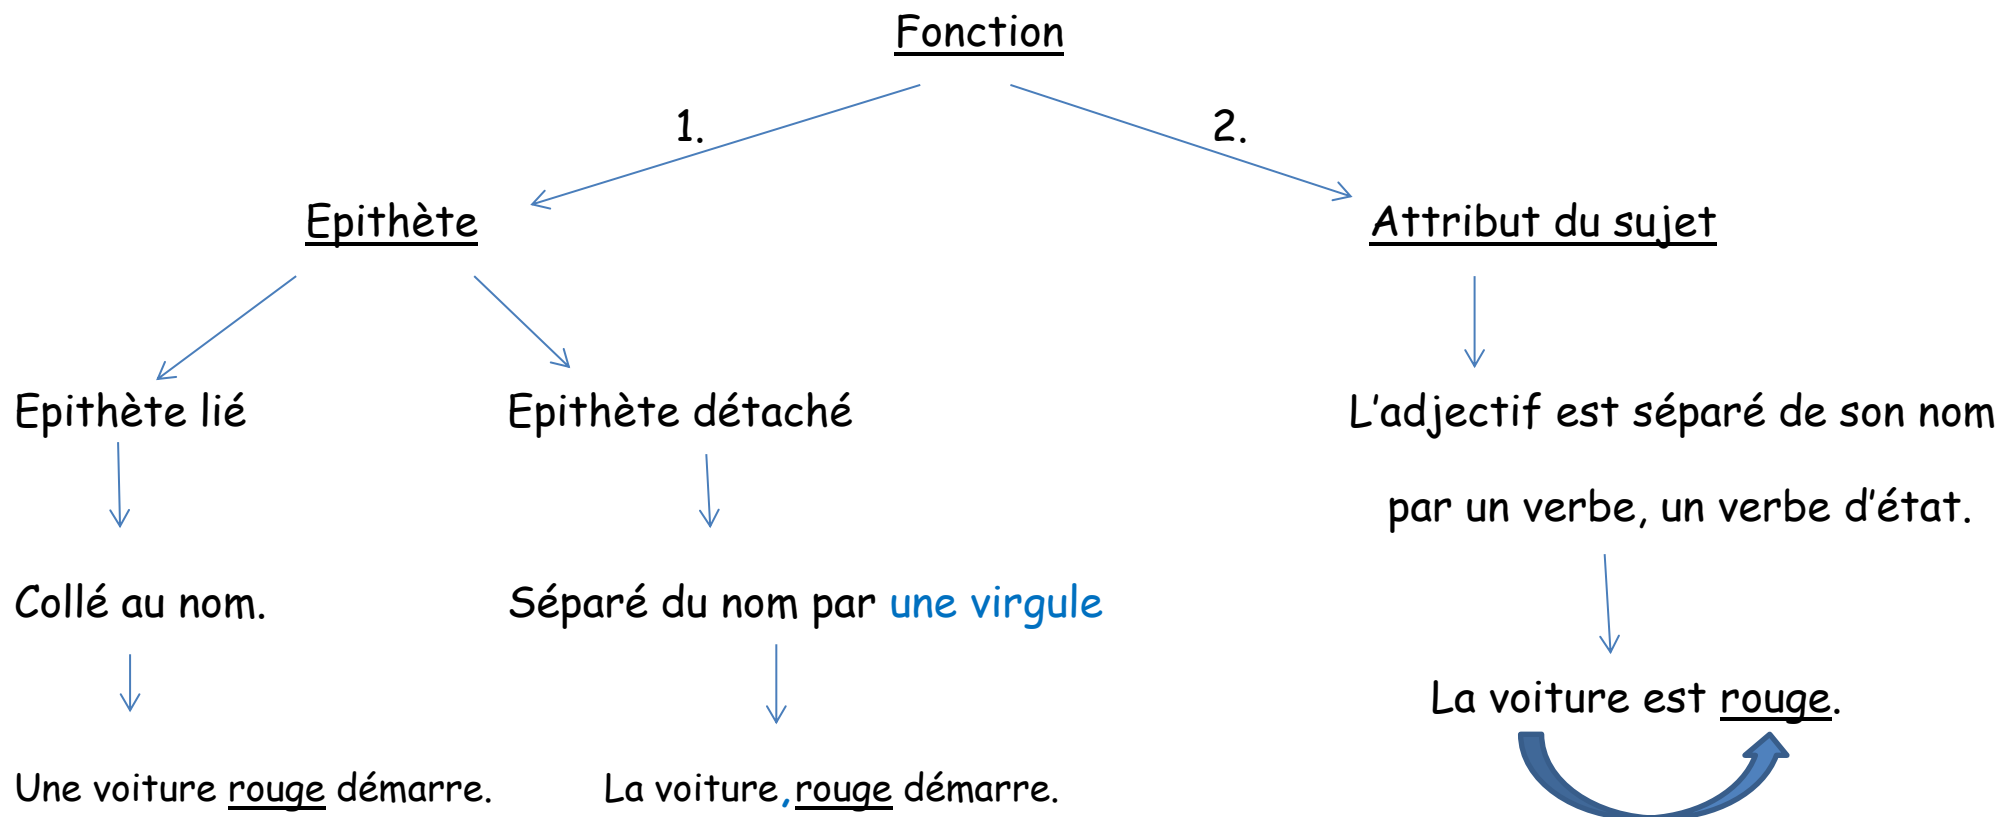 Fonction
1.
2.
Epithète
Attribut du sujet
Epithète lié
Epithète détaché
L’adjectif est séparé de son nom
par un verbe, un verbe d’état.
Collé au nom.
Séparé du nom par une virgule
La voiture est rouge.
Une voiture rouge démarre.
La voiture, rouge démarre.